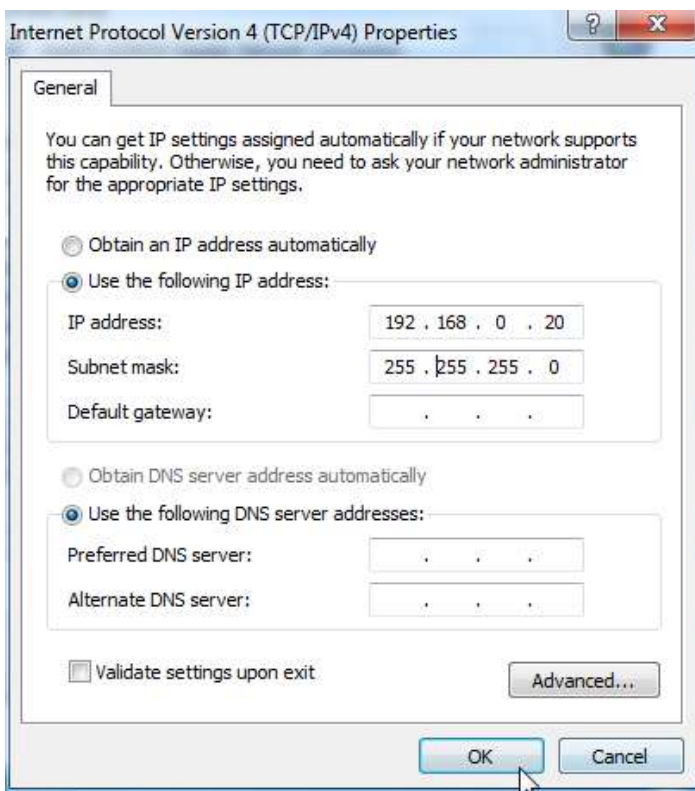 Internet Protocol Version 4 (TCP/IPv4) Properties
General
You can get IP settings assigned automatically if your network supports
this capability. Otherwise, you need to ask your network administrator
for the appropriate IP settings.
Obtain an IP address automatically
Use the following IP address:
IP address: 192 . 168 . 0 . 20
Subnet mask: 255 . 255 . 255 . 0
Default gateway: . . .
Obtain DNS server address automatically
Use the following DNS server addresses:
Preferred DNS server: . . .
Alternate DNS server: . . .
Validate settings upon exit
Advanced...
OK Cancel